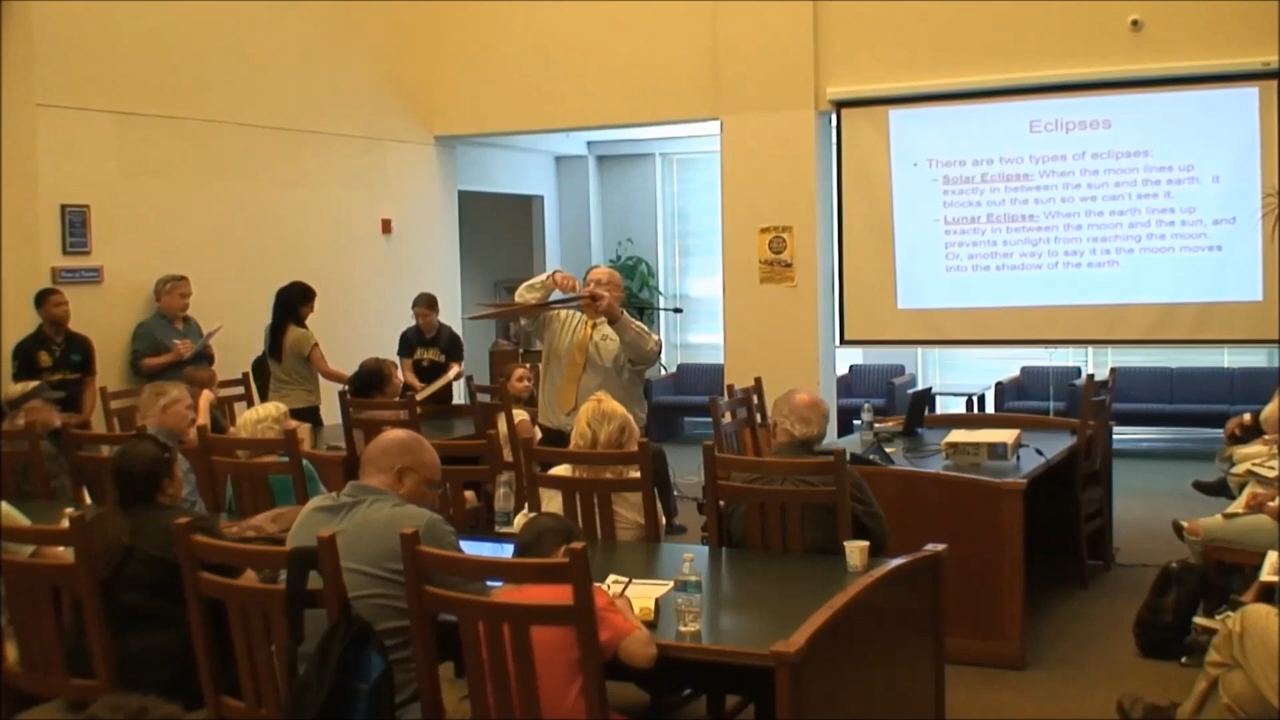 Eclipses
• There are two types of eclipses:
– Solar Eclipse- When the moon lines up
exactly in between the sun and the earth. It
blocks out the sun so we can't see it.
– Lunar Eclipse- When the earth lines up
exactly in between the moon and the sun, and
prevents sunlight from reaching the moon.
Or, another way to say it is the moon moves
into the shadow of the earth.